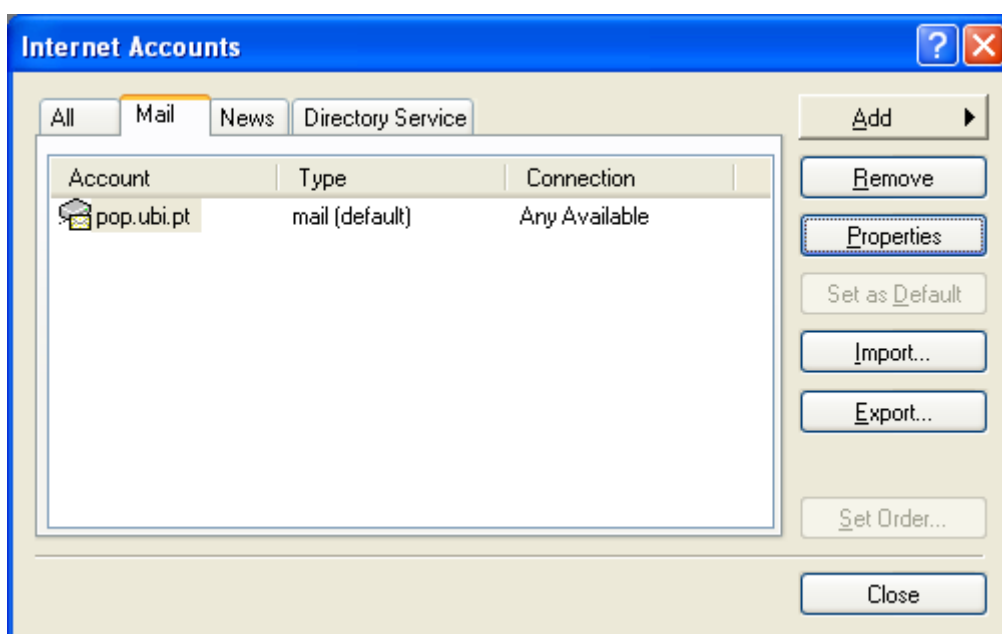 Internet Accounts
All Mail News Directory Service
Account Type Connection
pop.ubi.pt mail (default) Any Available
Add
Remove
Properties
Set as Default
Import...
Export...
Set Order...
Close